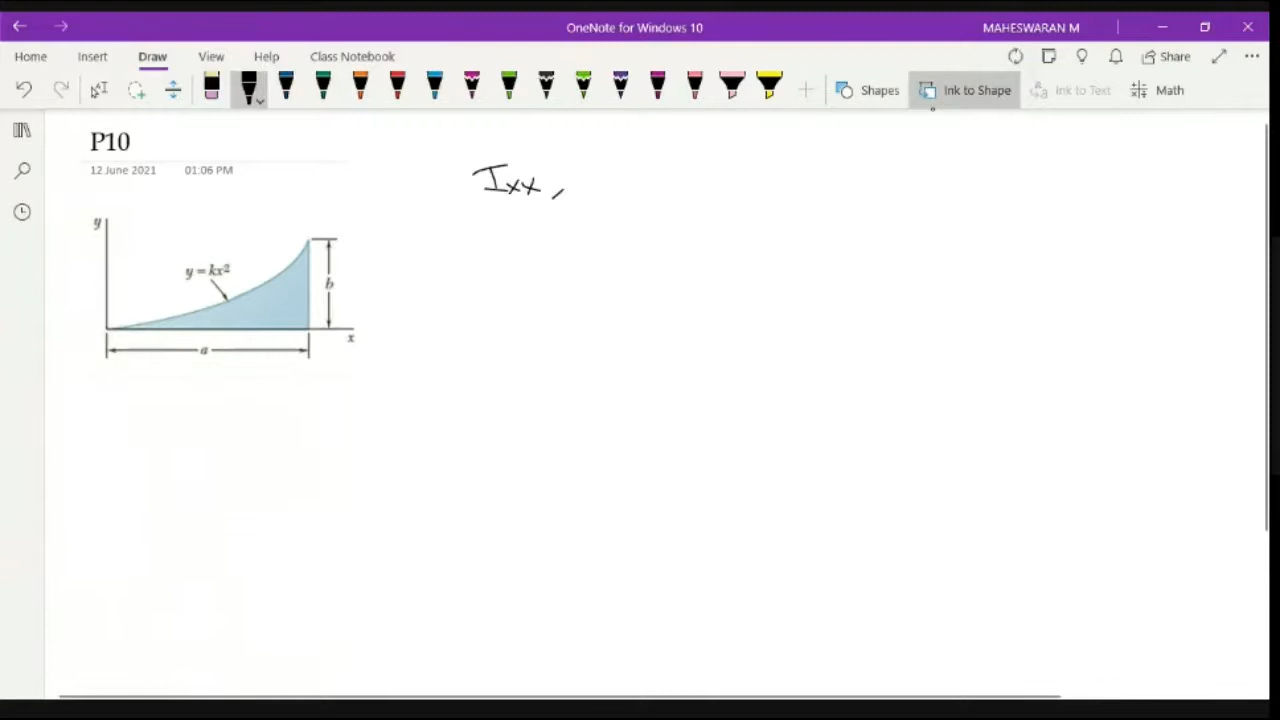 OneNote for Windows 10
MAHESWARAN M
Home Insert Draw View Help Class Notebook
Share
Shapes Ink to Shape Ink to Text Math
P10
12 June 2021 01:06 PM
Ixx ,
y
y = kx²
b
x
a